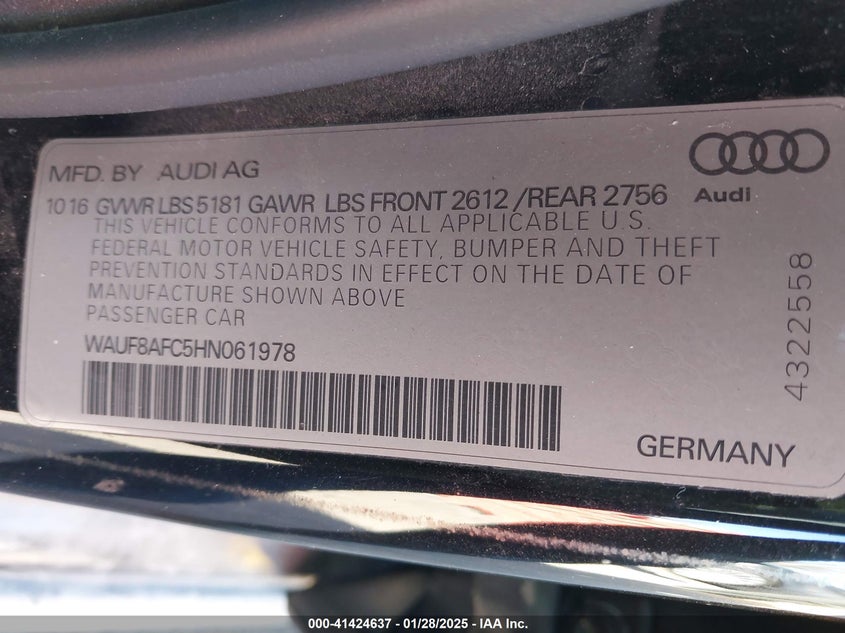 MFD. BY AUDI AG
Audi
10 16 GVWR LBS 5181 GAWR LBS FRONT 2612 /REAR 2756
THIS VEHICLE CONFORMS TO ALL APPLICABLE U.S.
FEDERAL MOTOR VEHICLE SAFETY, BUMPER AND THEFT
PREVENTION STANDARDS IN EFFECT ON THE DATE OF
MANUFACTURE SHOWN ABOVE
PASSENGER CAR
WAUF8AFC5HN061978
4322558
GERMANY
000-41424637 - 01/28/2025 - IAA Inc.